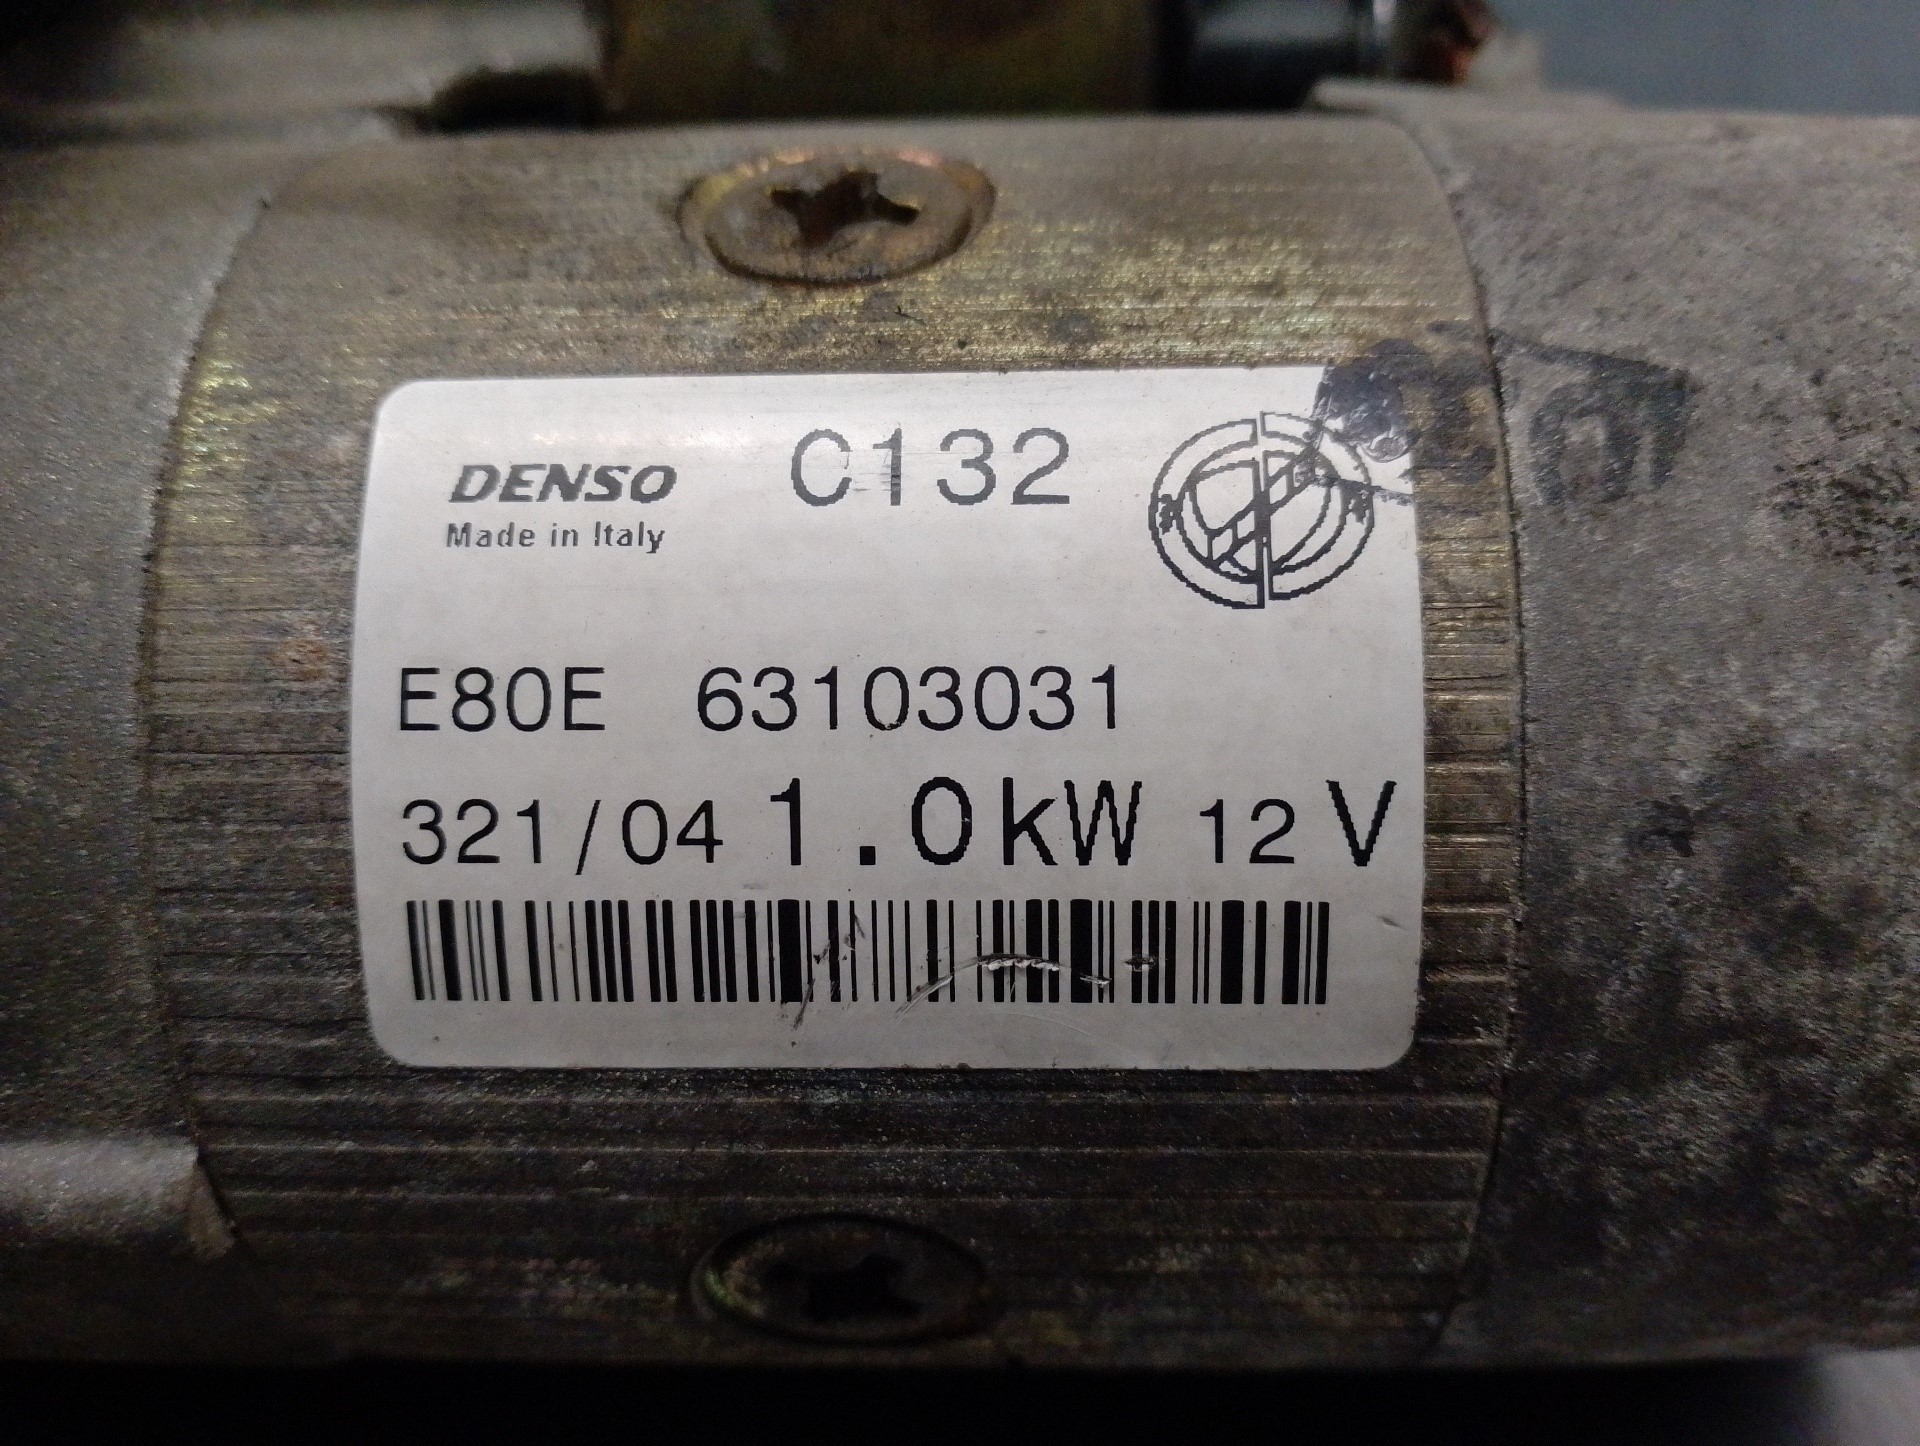 DENSO C132
Made in Italy
E80E 63103031
321/04 1.0kW 12V